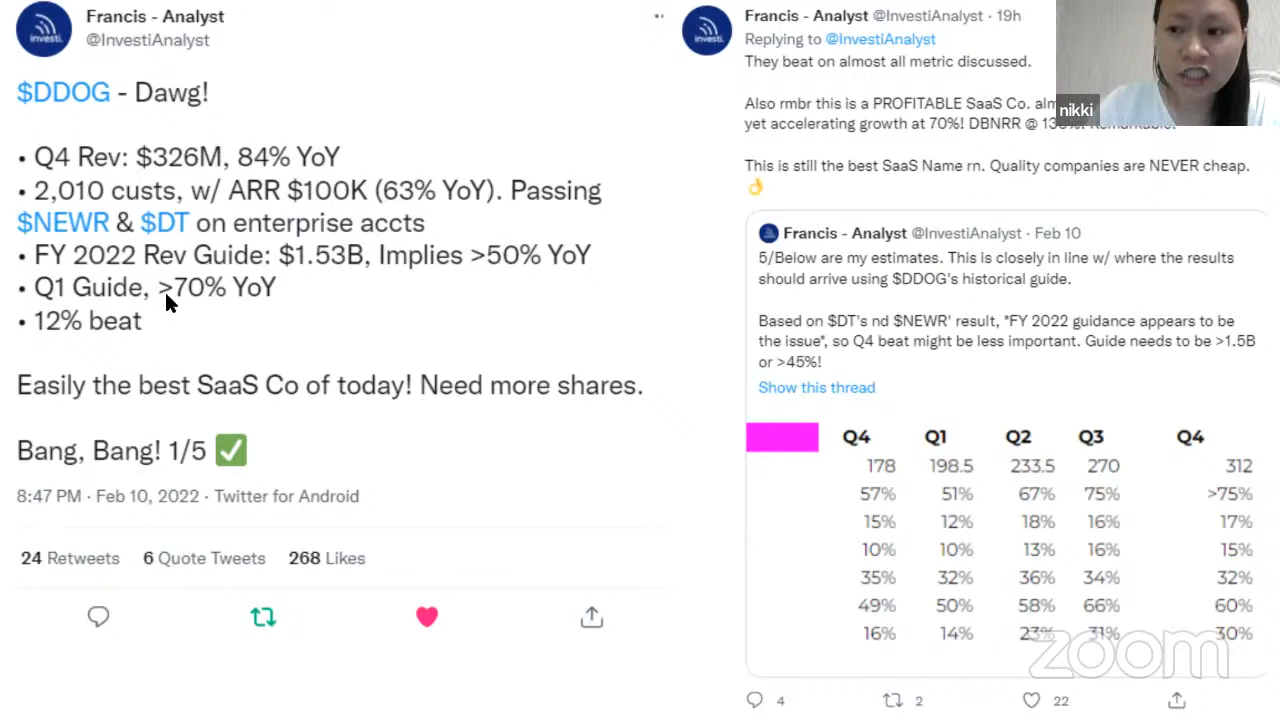 Francis - Analyst
@InvestiAnalyst
investi.
$DDOG - Dawg!
• Q4 Rev: $326M, 84% YoY
• 2,010 custs, w/ ARR $100K (63% YoY). Passing
$NEWR & $DT on enterprise accts
• FY 2022 Rev Guide: $1.53B, Implies >50% YoY
• Q1 Guide, >70% YoY
• 12% beat
Easily the best SaaS Co of today! Need more shares.
Bang, Bang! 1/5 ✅
8:47 PM · Feb 10, 2022 · Twitter for Android
24 Retweets 6 Quote Tweets 268 Likes
investi.
Francis - Analyst @InvestiAnalyst · 19h
Replying to @InvestiAnalyst
They beat on almost all metric discussed.
Also rmbr this is a PROFITABLE SaaS Co.
yet accelerating growth at 70%! DBNRR @
This is still the best SaaS Name rn. Quality companies are NEVER cheap.
👌
Francis - Analyst @InvestiAnalyst · Feb 10
5/Below are my estimates. This is closely in line w/ where the results
should arrive using $DDOG's historical guide.
Based on $DT's nd $NEWR' result, *FY 2022 guidance appears to be
the issue*, so Q4 beat might be less important. Guide needs to be >1.5B
or >45%!
Show this thread
Q4 Q1 Q2 Q3 Q4
178 198.5 233.5 270 312
57% 51% 67% 75% >75%
15% 12% 18% 16% 17%
10% 10% 13% 16% 15%
35% 32% 36% 34% 32%
49% 50% 58% 66% 60%
16% 14% 23% 31% 30%
4 2 22
nikki
zoom